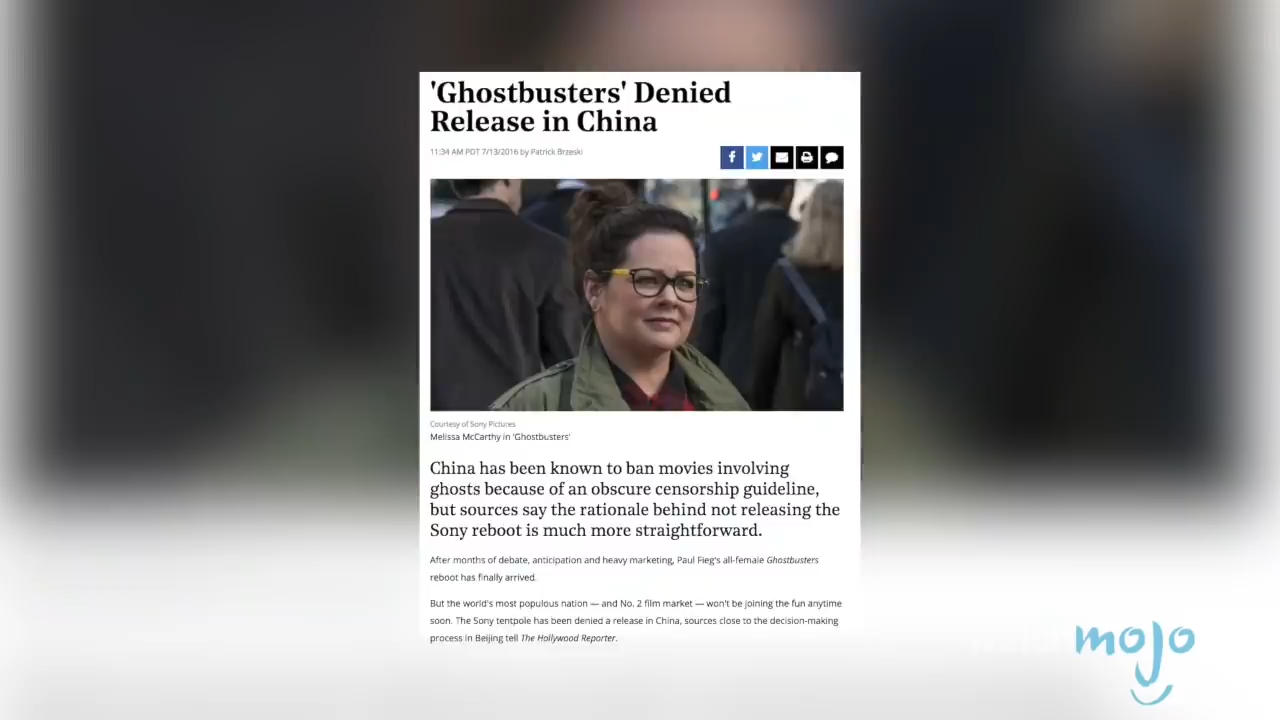 'Ghostbusters' Denied
Release in China
11:34 AM PDT 7/13/2016 by Patrick Brzeski
Courtesy of Sony Pictures
Melissa McCarthy in 'Ghostbusters'
China has been known to ban movies involving
ghosts because of an obscure censorship guideline,
but sources say the rationale behind not releasing the
Sony reboot is much more straightforward.
After months of debate, anticipation and heavy marketing, Paul Fieg's all-female Ghostbusters
reboot has finally arrived.
But the world's most populous nation — and No. 2 film market — won't be joining the fun anytime
soon. The Sony tentpole has been denied a release in China, sources close to the decision-making
process in Beijing tell The Hollywood Reporter.
mojo